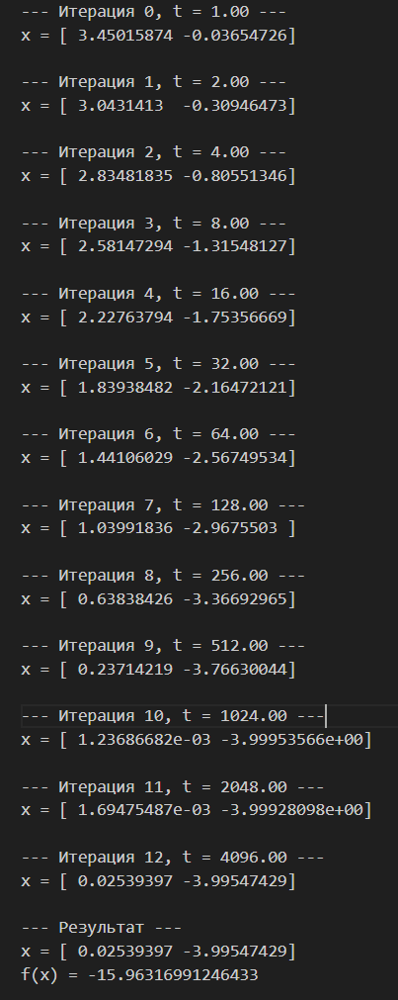 --- Итерация 0, t = 1.00 ---
x = [ 3.45015874 -0.03654726]
--- Итерация 1, t = 2.00 ---
x = [ 3.0431413  -0.30946473]
--- Итерация 2, t = 4.00 ---
x = [ 2.83481835 -0.80551346]
--- Итерация 3, t = 8.00 ---
x = [ 2.58147294 -1.31548127]
--- Итерация 4, t = 16.00 ---
x = [ 2.22763794 -1.75356669]
--- Итерация 5, t = 32.00 ---
x = [ 1.83938482 -2.16472121]
--- Итерация 6, t = 64.00 ---
x = [ 1.44106029 -2.56749534]
--- Итерация 7, t = 128.00 ---
x = [ 1.03991836 -2.9675503 ]
--- Итерация 8, t = 256.00 ---
x = [ 0.63838426 -3.36692965]
--- Итерация 9, t = 512.00 ---
x = [ 0.23714219 -3.76630044]
--- Итерация 10, t = 1024.00 ---
x = [ 1.23686682e-03 -3.99953566e+00]
--- Итерация 11, t = 2048.00 ---
x = [ 1.69475487e-03 -3.99928098e+00]
--- Итерация 12, t = 4096.00 ---
x = [ 0.02539397 -3.99547429]
--- Результат ---
x = [ 0.02539397 -3.99547429]
f(x) = -15.96316991246433